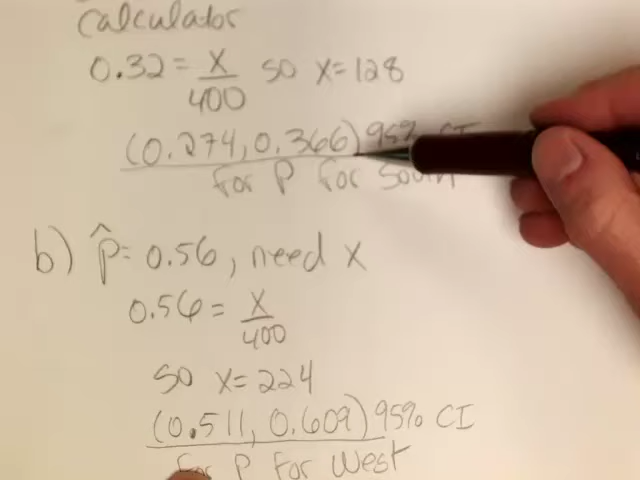 calculator
0.32 = x/400 so x=128
(0.274, 0.366) 95% CI
for P for South
b) p̂= 0.56, need x
0.56 = x/400
so x=224
(0.511, 0.609) 95% CI
for P for West